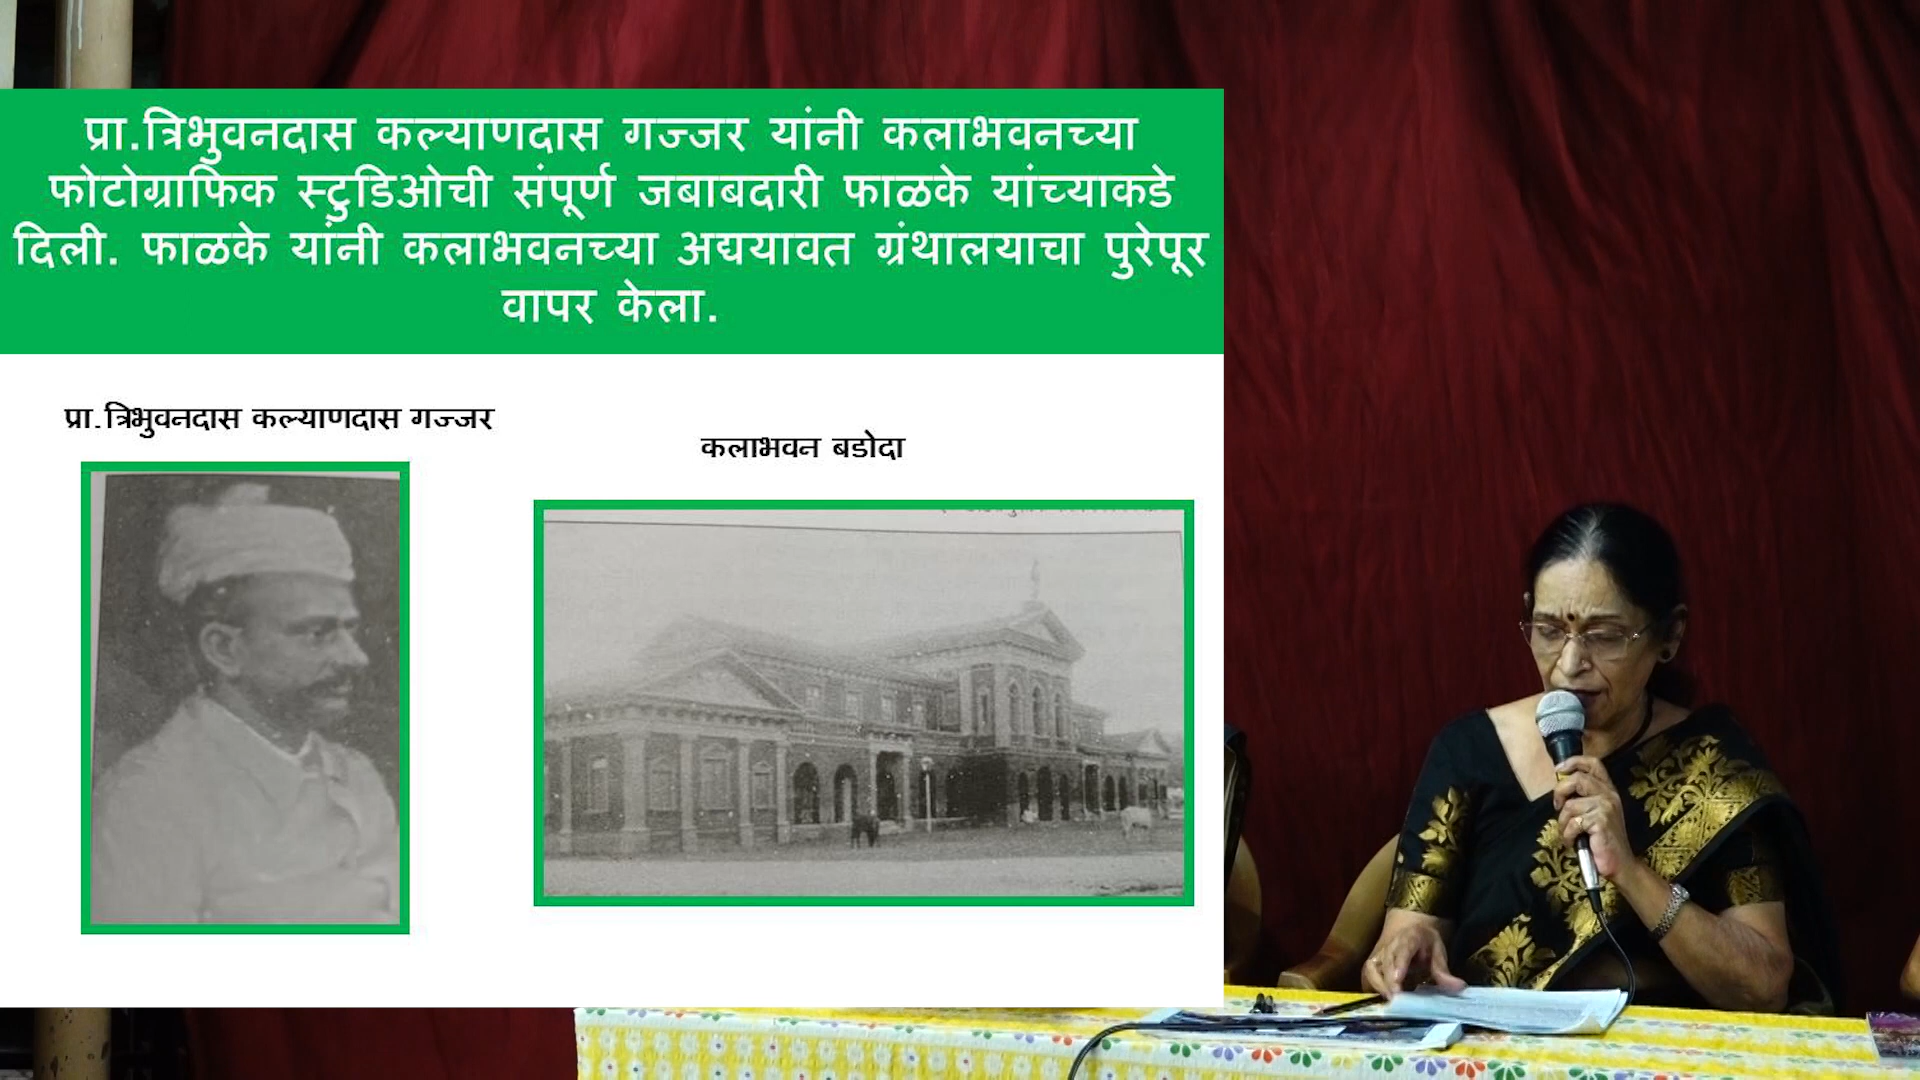 प्रा.त्रिभुवनदास कल्याणदास गज्जर यांनी कलाभवनच्या
फोटोग्राफिक स्टुडिओची संपूर्ण जबाबदारी फाळके यांच्याकडे
दिली. फाळके यांनी कलाभवनच्या अद्ययावत ग्रंथालयाचा पुरेपूर
वापर केला.
प्रा.त्रिभुवनदास कल्याणदास गज्जर
कलाभवन बडोदा